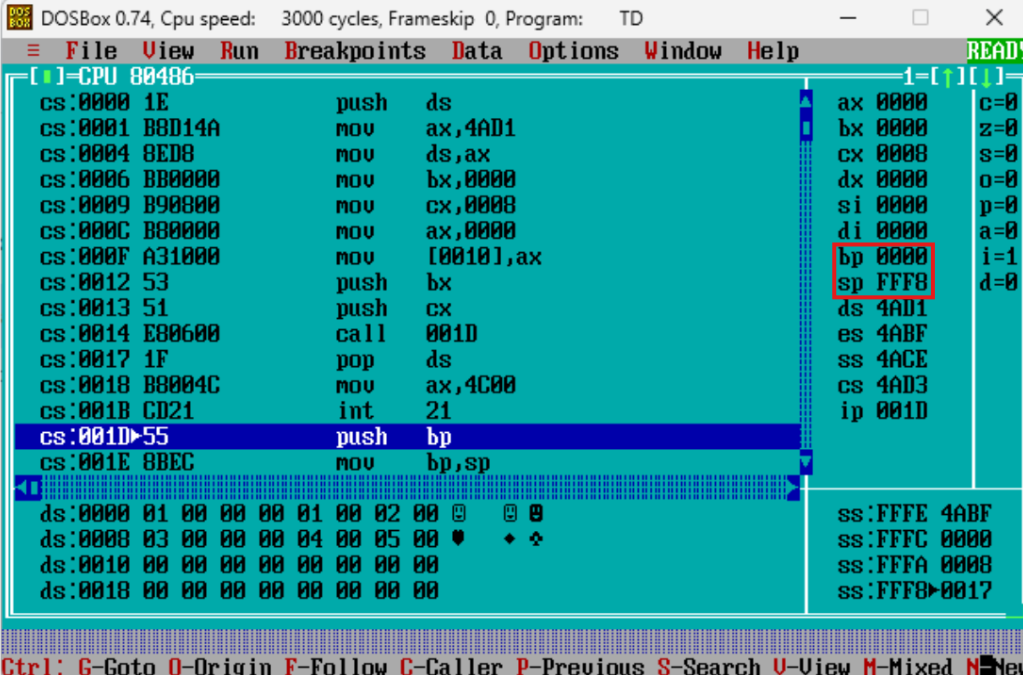 DOSBox 0.74, Cpu speed: 3000 cycles, Frameskip 0, Program: TD
≡ File View Run Breakpoints Data Options Window Help READY
[▮]=CPU 80486 1=[↑][↓]
cs:0000 1E push ds ax 0000 c=0
cs:0001 B8D14A mov ax,4AD1 bx 0000 z=0
cs:0004 8ED8 mov ds,ax cx 0008 s=0
cs:0006 BB0000 mov bx,0000 dx 0000 o=0
cs:0009 B90800 mov cx,0008 si 0000 p=0
cs:000C B80000 mov ax,0000 di 0000 a=0
cs:000F A31000 mov [0010],ax bp 0000 i=1
cs:0012 53 push bx sp FFF8 d=0
cs:0013 51 push cx ds 4AD1
cs:0014 E80600 call 001D es 4ABF
cs:0017 1F pop ds ss 4ACE
cs:0018 B8004C mov ax,4C00 cs 4AD3
cs:001B CD21 int 21 ip 001D
cs:001D►55 push bp
cs:001E 8BEC mov bp,sp
ds:0000 01 00 00 00 01 00 02 00 ☺ ☺ ☻ ss:FFFE 4ABF
ds:0008 03 00 00 00 04 00 05 00 ♥ ♦ ♣ ss:FFFC 0000
ds:0010 00 00 00 00 00 00 00 00 ss:FFFA 0008
ds:0018 00 00 00 00 00 00 00 00 ss:FFF8►0017
Ctrl: G-Goto O-Origin F-Follow C-Caller P-Previous S-Search V-View M-Mixed N-New